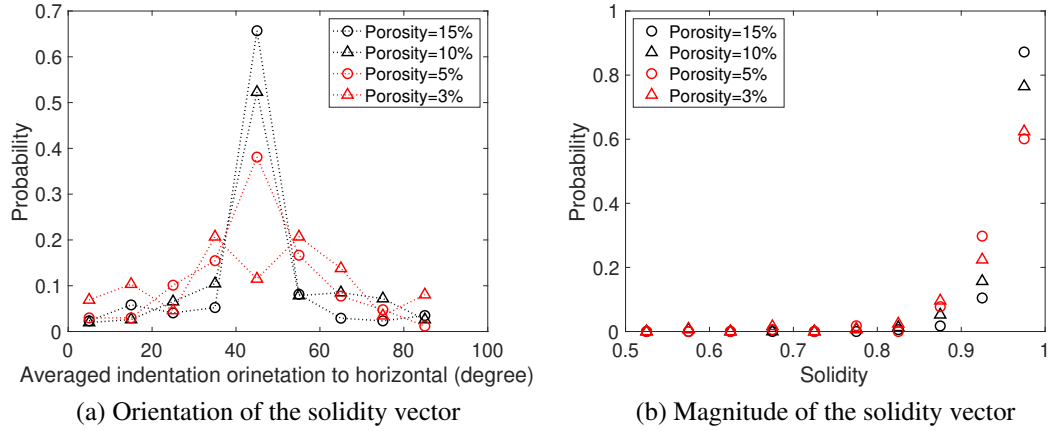 0.7
0.6
0.5
0.4
0.3
0.2
0.1
0
Probability
0 20 40 60 80 100
Averaged indentation orinetation to horizontal (degree)
Porosity=15%
Porosity=10%
Porosity=5%
Porosity=3%
(a) Orientation of the solidity vector
1
0.8
0.6
0.4
0.2
0
Probability
0.5 0.6 0.7 0.8 0.9 1
Solidity
Porosity=15%
Porosity=10%
Porosity=5%
Porosity=3%
(b) Magnitude of the solidity vector